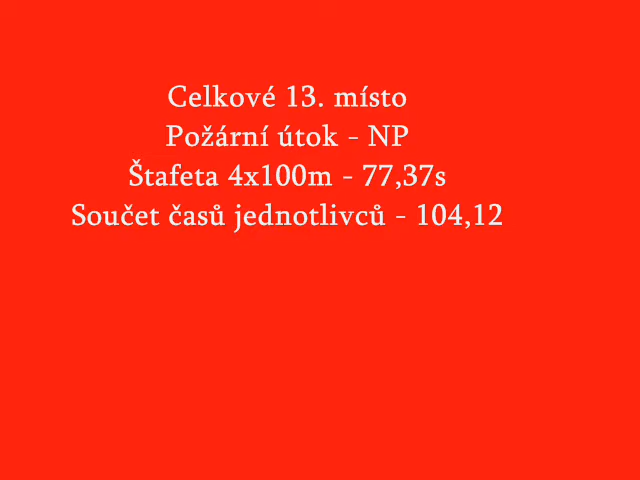 Celkové 13. místo
Požární útok - NP
Štafeta 4x100m - 77,37s
Součet časů jednotlivců - 104,12